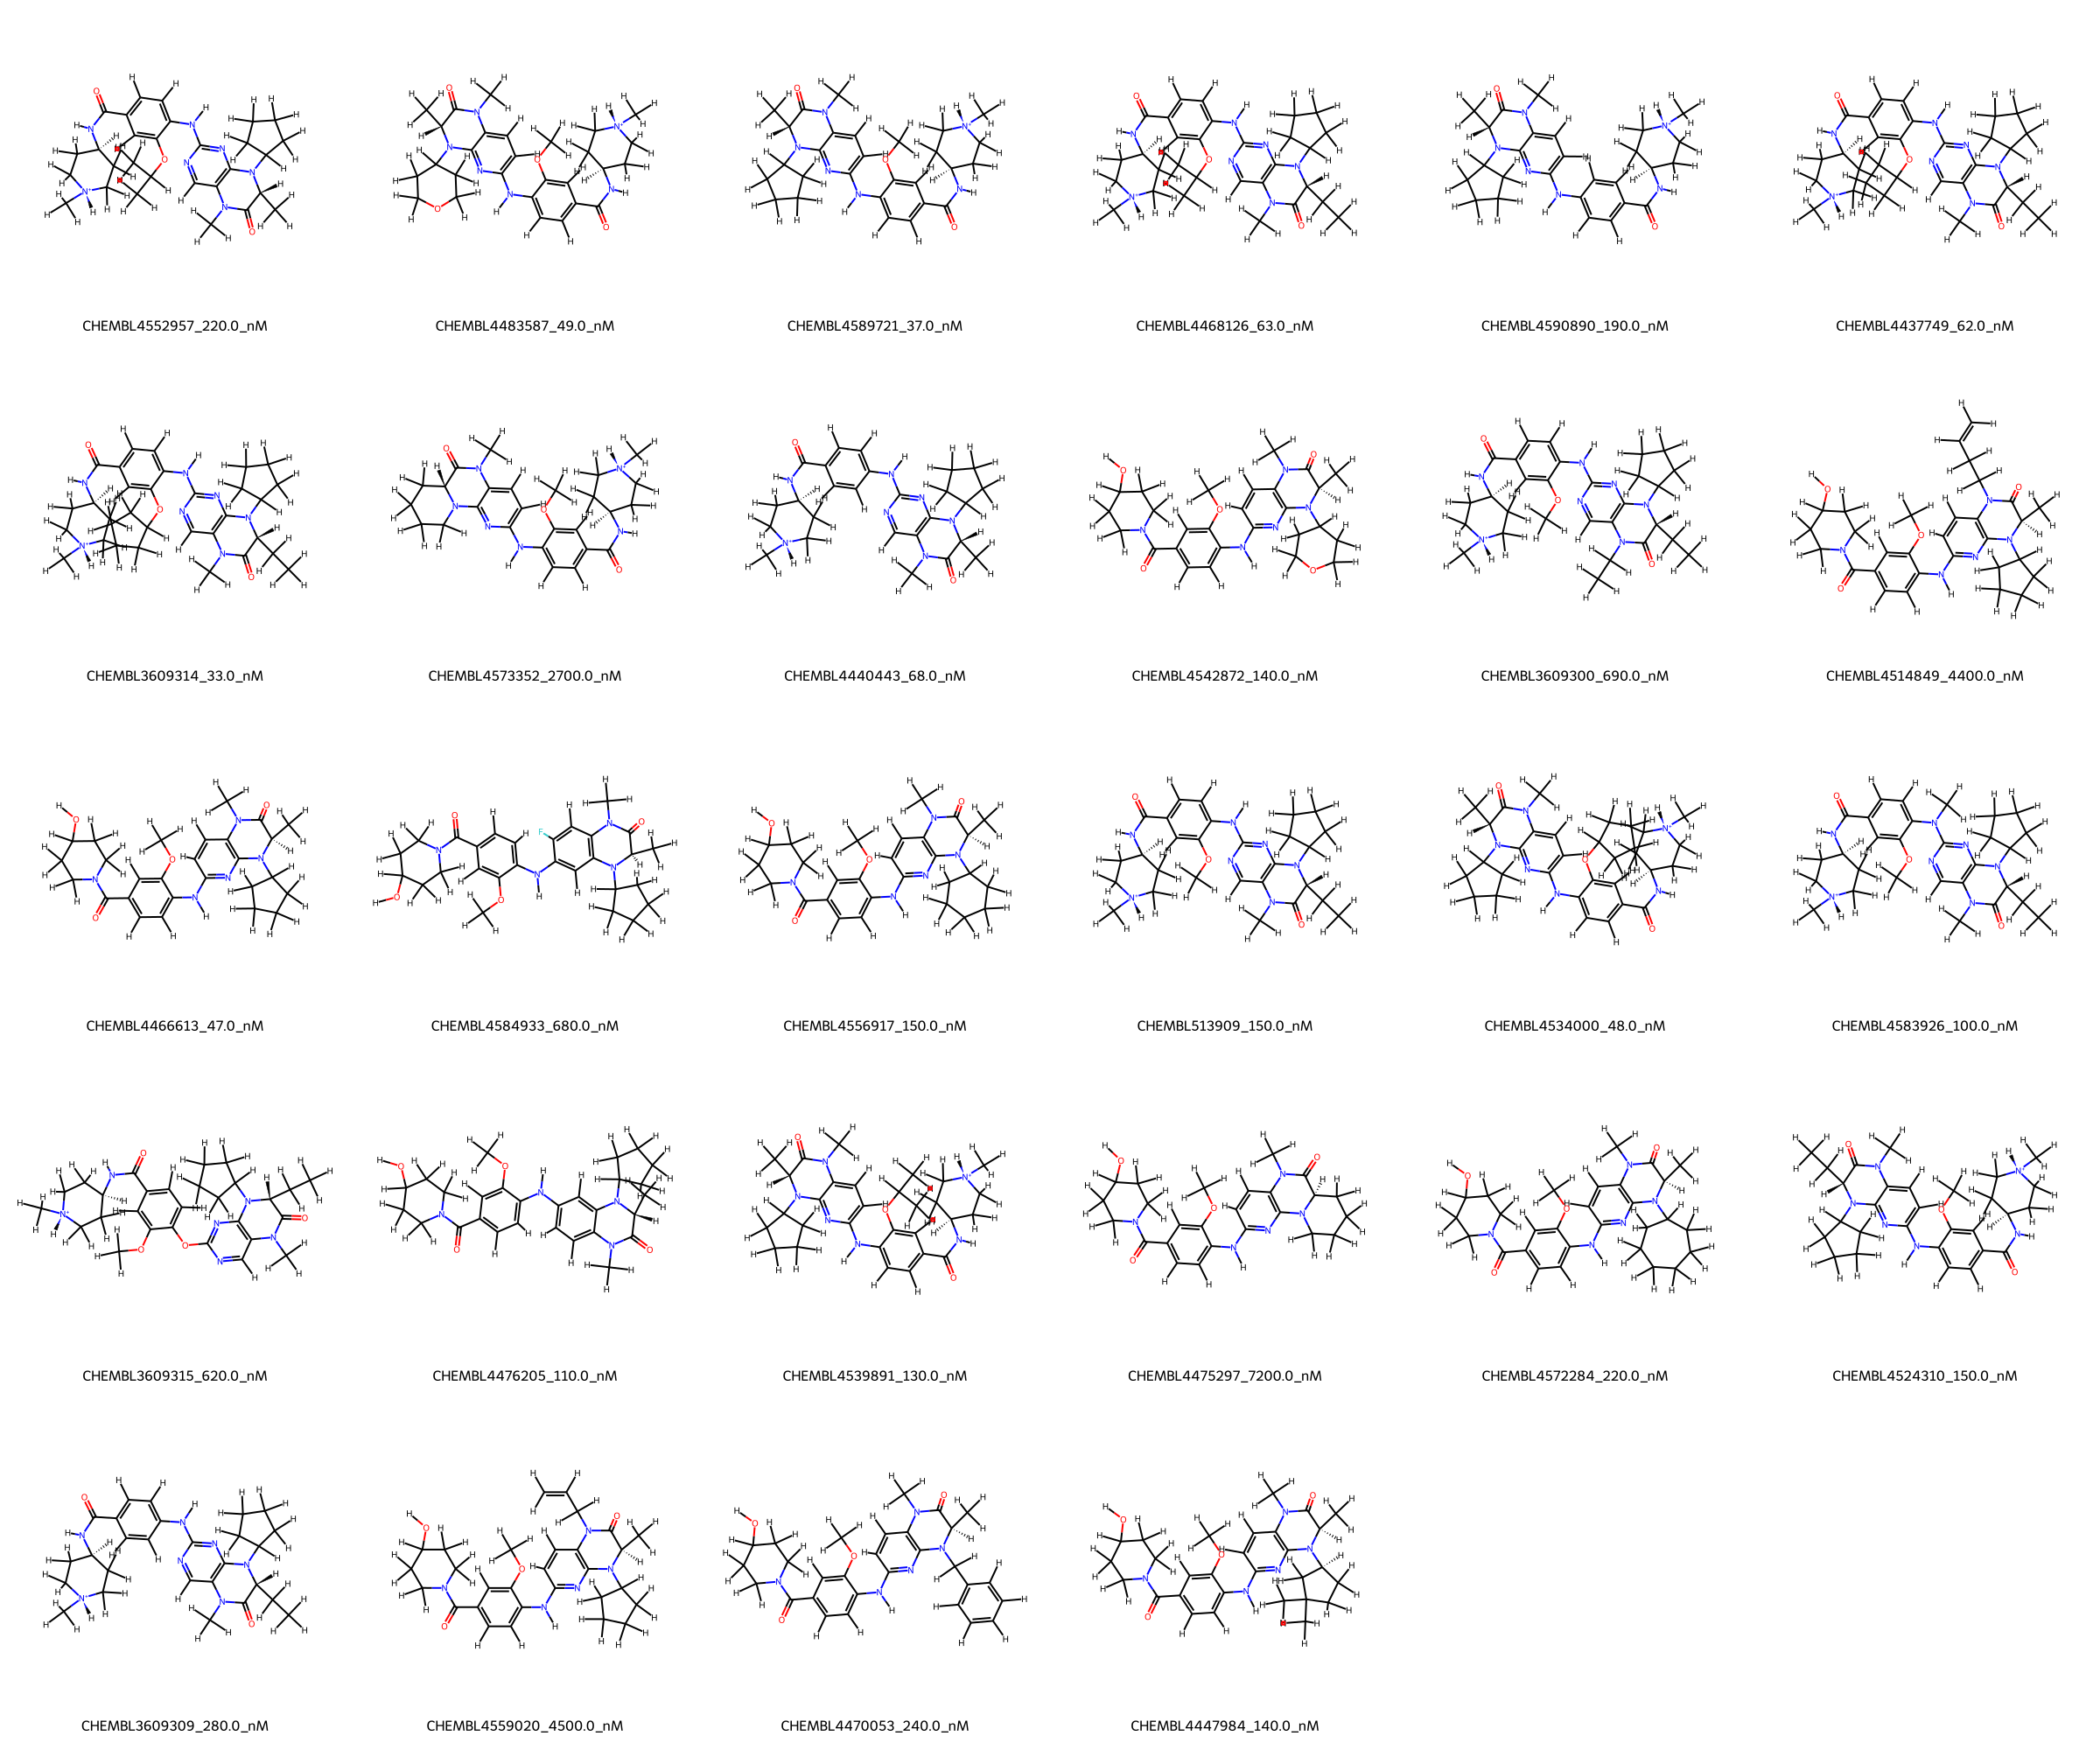 CHEMBL4552957_220.0_nM
CHEMBL4483587_49.0_nM
CHEMBL4589721_37.0_nM
CHEMBL4468126_63.0_nM
CHEMBL4590890_190.0_nM
CHEMBL4437749_62.0_nM
CHEMBL3609314_33.0_nM
CHEMBL4573352_2700.0_nM
CHEMBL4440443_68.0_nM
CHEMBL4542872_140.0_nM
CHEMBL3609300_690.0_nM
CHEMBL4514849_4400.0_nM
CHEMBL4466613_47.0_nM
CHEMBL4584933_680.0_nM
CHEMBL4556917_150.0_nM
CHEMBL513909_150.0_nM
CHEMBL4534000_48.0_nM
CHEMBL4583926_100.0_nM
CHEMBL3609315_620.0_nM
CHEMBL4476205_110.0_nM
CHEMBL4539891_130.0_nM
CHEMBL4475297_7200.0_nM
CHEMBL4572284_220.0_nM
CHEMBL4524310_150.0_nM
CHEMBL3609309_280.0_nM
CHEMBL4559020_4500.0_nM
CHEMBL4470053_240.0_nM
CHEMBL4447984_140.0_nM